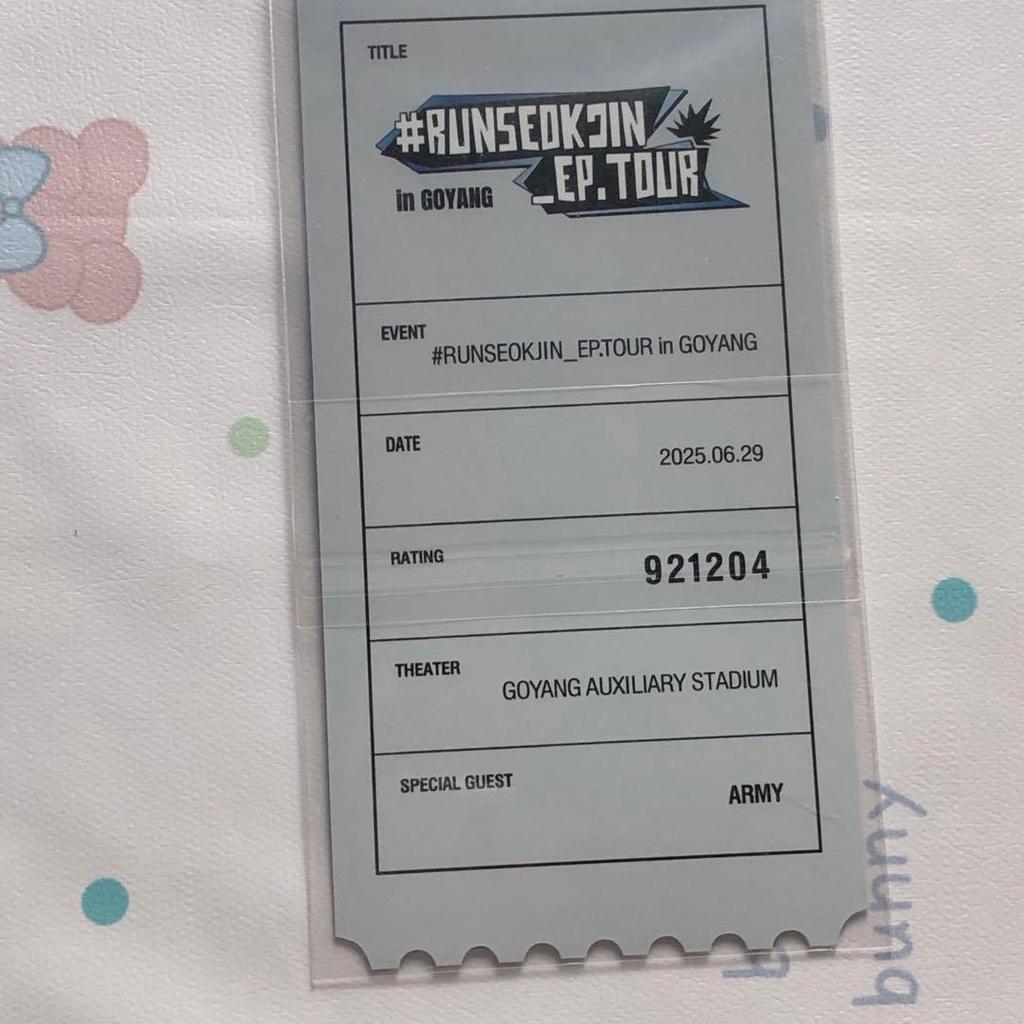 TITLE
#RUNSEOKJIN
_EP.TOUR
in GOYANG
EVENT
#RUNSEOKJIN_EP.TOUR in GOYANG
DATE
2025.06.29
RATING
921204
THEATER
GOYANG AUXILIARY STADIUM
SPECIAL GUEST
ARMY
bunny